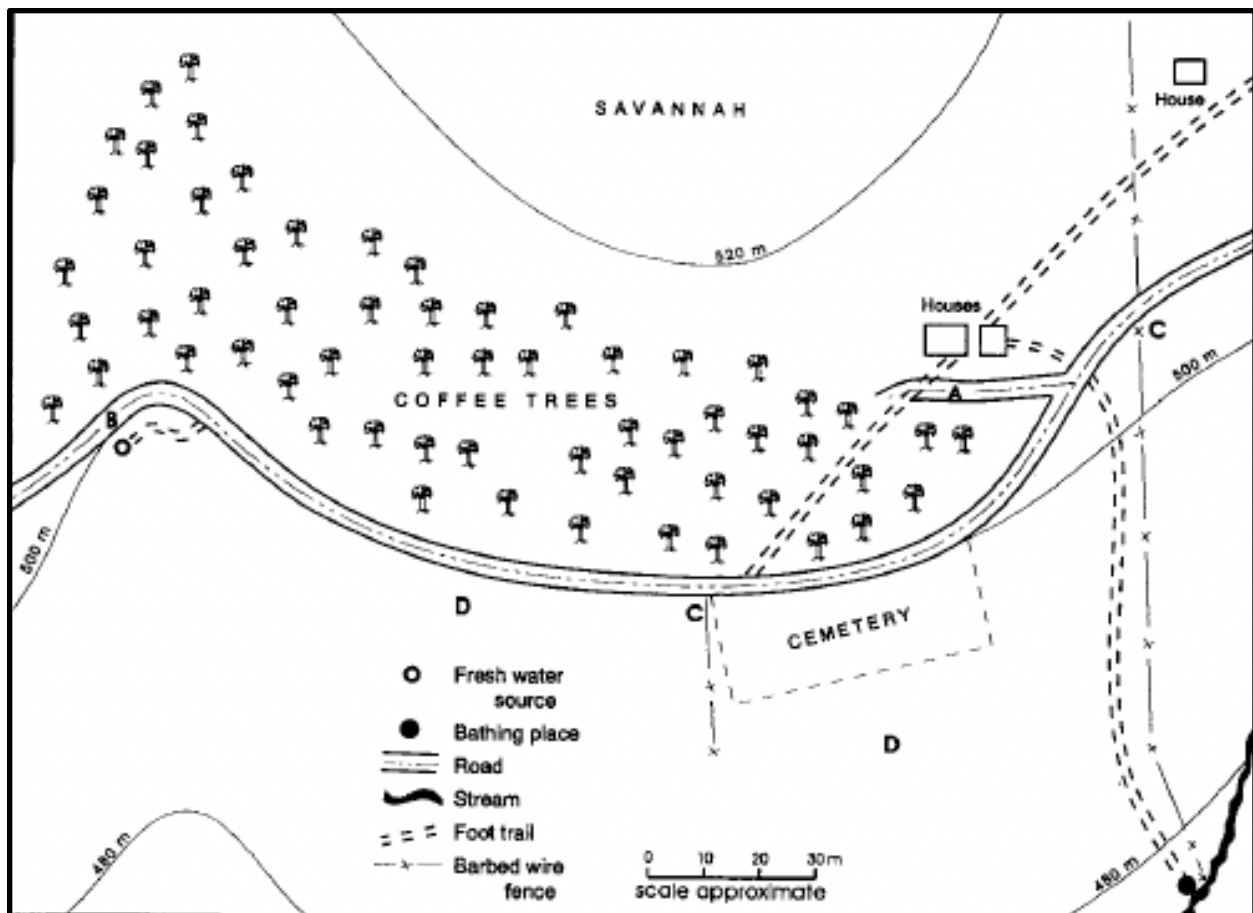 SAVANNAH
House
520 m
Houses
C
500 m
COFFEE TREES
A
B
500 m
D
C
CEMETERY
Fresh water
source
Bathing place
D
Road
Stream
Foot trail
Barbed wire
fence
0 10 20 30 m
scale approximate
480 m
480 m